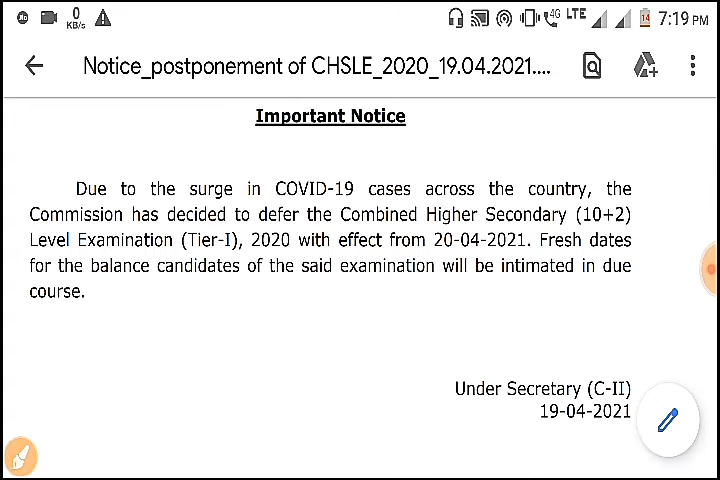 0
KB/s
4G LTE
14
7:19 PM
Notice_postponement of CHSLE_2020_19.04.2021....
Important Notice
Due to the surge in COVID-19 cases across the country, the
Commission has decided to defer the Combined Higher Secondary (10+2)
Level Examination (Tier-I), 2020 with effect from 20-04-2021. Fresh dates
for the balance candidates of the said examination will be intimated in due
course.
Under Secretary (C-II)
19-04-2021